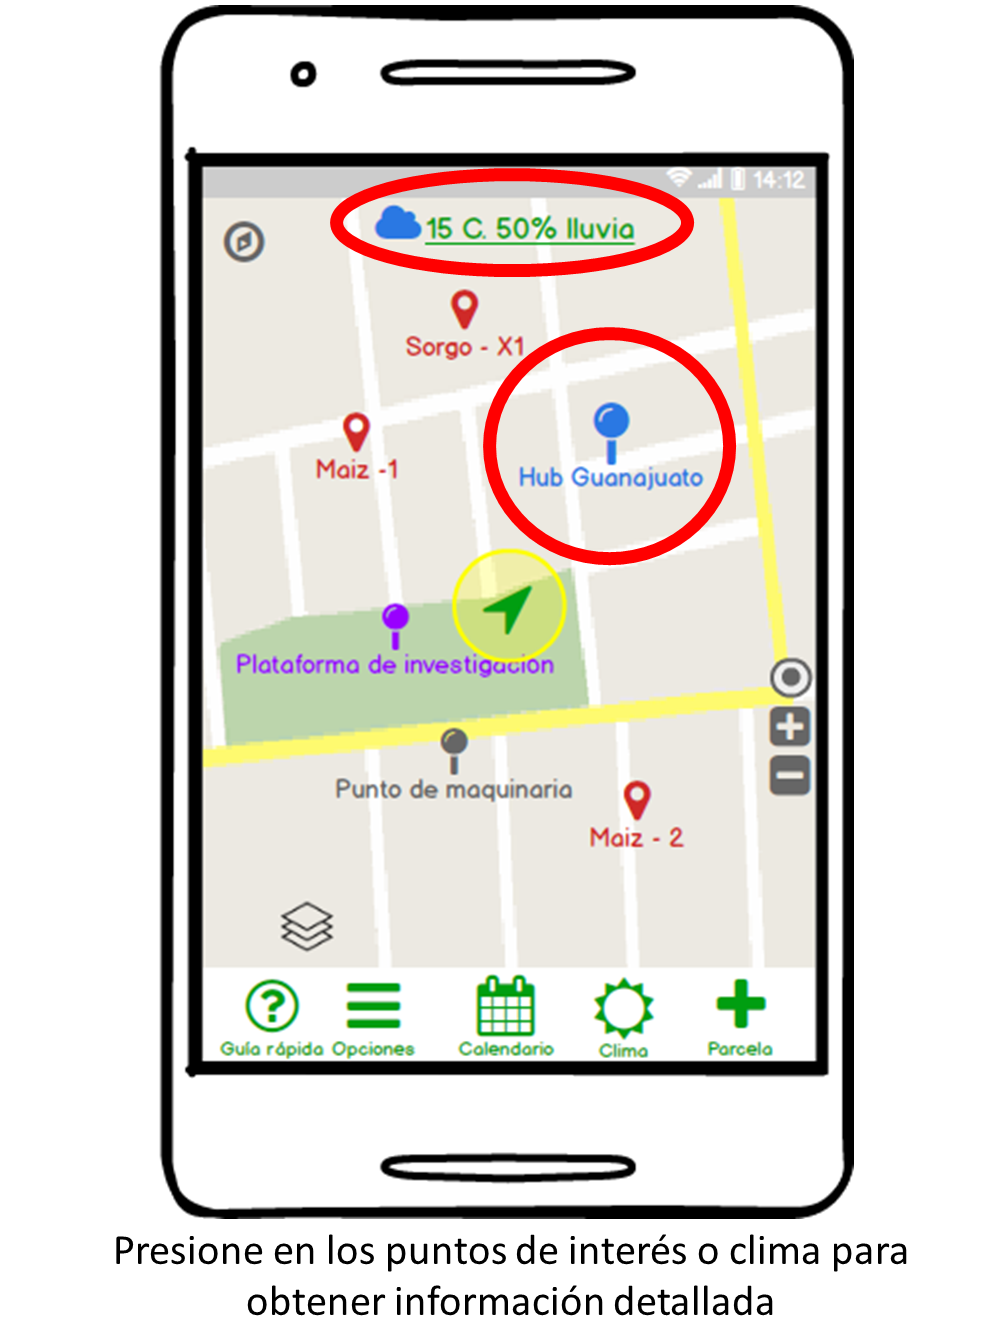 14:12
15 C. 50% lluvia
Sorgo - X1
Maiz -1
Hub Guanajuato
Plataforma de investigacion
Punto de maquinaria
Maiz - 2
Guía rápida Opciones Calendario Clima Parcela
Presione en los puntos de interés o clima para
obtener información detallada